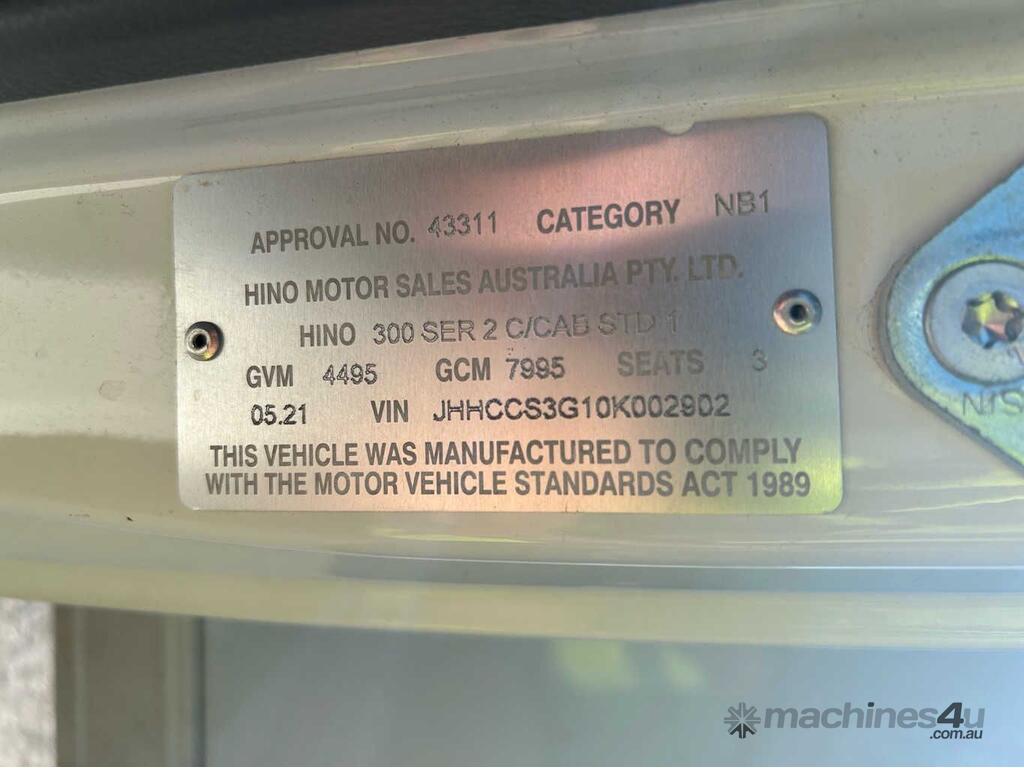 APPROVAL NO. 43311 CATEGORY NB1
HINO MOTOR SALES AUSTRALIA PTY. LTD.
HINO 300 SER 2 C/CAB STD 1
GVM 4495 GCM 7995 SEATS 3
05.21 VIN JHHCCS3G10K002902
THIS VEHICLE WAS MANUFACTURED TO COMPLY
WITH THE MOTOR VEHICLE STANDARDS ACT 1989
machines4u
.com.au